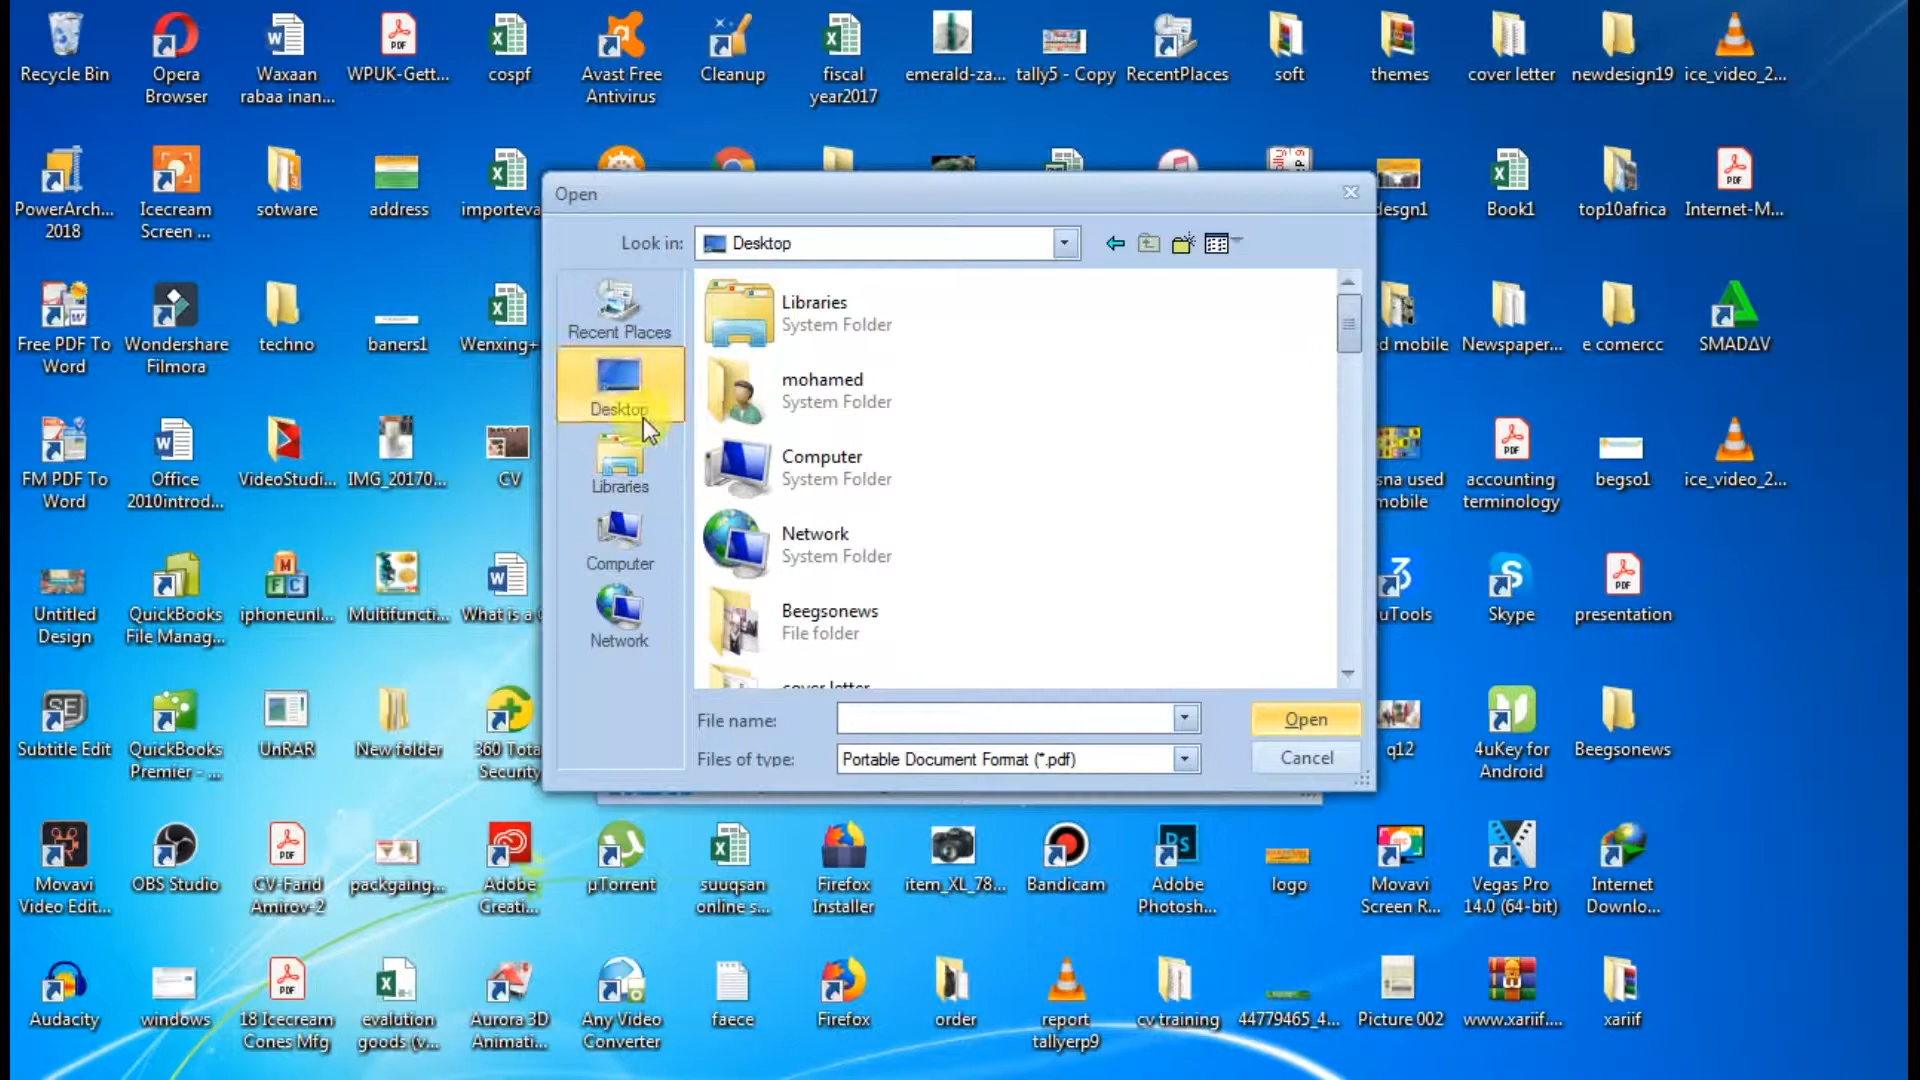 Recycle Bin
Opera
Browser
Waxaan
rabaa inan...
WPUK-Gett...
cospf
Avast Free
Antivirus
Cleanup
fiscal
year2017
emerald-za...
tally5 - Copy
RecentPlaces
soft
themes
cover letter
newdesign19
ice_video_2...
PowerArch...
2018
Icecream
Screen ...
sotware
address
importeva
desgn1
Book1
top10africa
Internet-M...
Open
Look in:
Desktop
Recent Places
Desktop
Libraries
Computer
Network
Libraries
System Folder
mohamed
System Folder
Computer
System Folder
Network
System Folder
Beegsonews
File folder
cover letter
File name:
Open
Files of type:
Portable Document Format (*.pdf)
Cancel
Free PDF To
Word
Wondershare
Filmora
techno
baners1
Wenxing+
d mobile
Newspaper...
e comercc
SMADAV
FM PDF To
Word
Office
2010introd...
VideoStudi...
IMG_20170...
CV
sna used
mobile
accounting
terminology
begso1
ice_video_2...
Untitled
Design
QuickBooks
File Manag...
iphoneunl...
Multifuncti...
What is a
uTools
Skype
presentation
Subtitle Edit
QuickBooks
Premier - ...
UnRAR
New folder
360 Tota
Security
q12
4uKey for
Android
Beegsonews
Movavi
Video Edit...
OBS Studio
CV-Farid
Amirov-2
packgaing...
Adobe
Creati...
µTorrent
suuqsan
online s...
Firefox
Installer
item_XL_78...
Bandicam
Adobe
Photosh...
logo
Movavi
Screen R...
Vegas Pro
14.0 (64-bit)
Internet
Downlo...
Audacity
windows
18 Icecream
Cones Mfg
evalution
goods (v...
Aurora 3D
Animati...
Any Video
Converter
faece
Firefox
order
report
tallyerp9
cv training
44779465_4...
Picture 002
www.xariif....
xariif